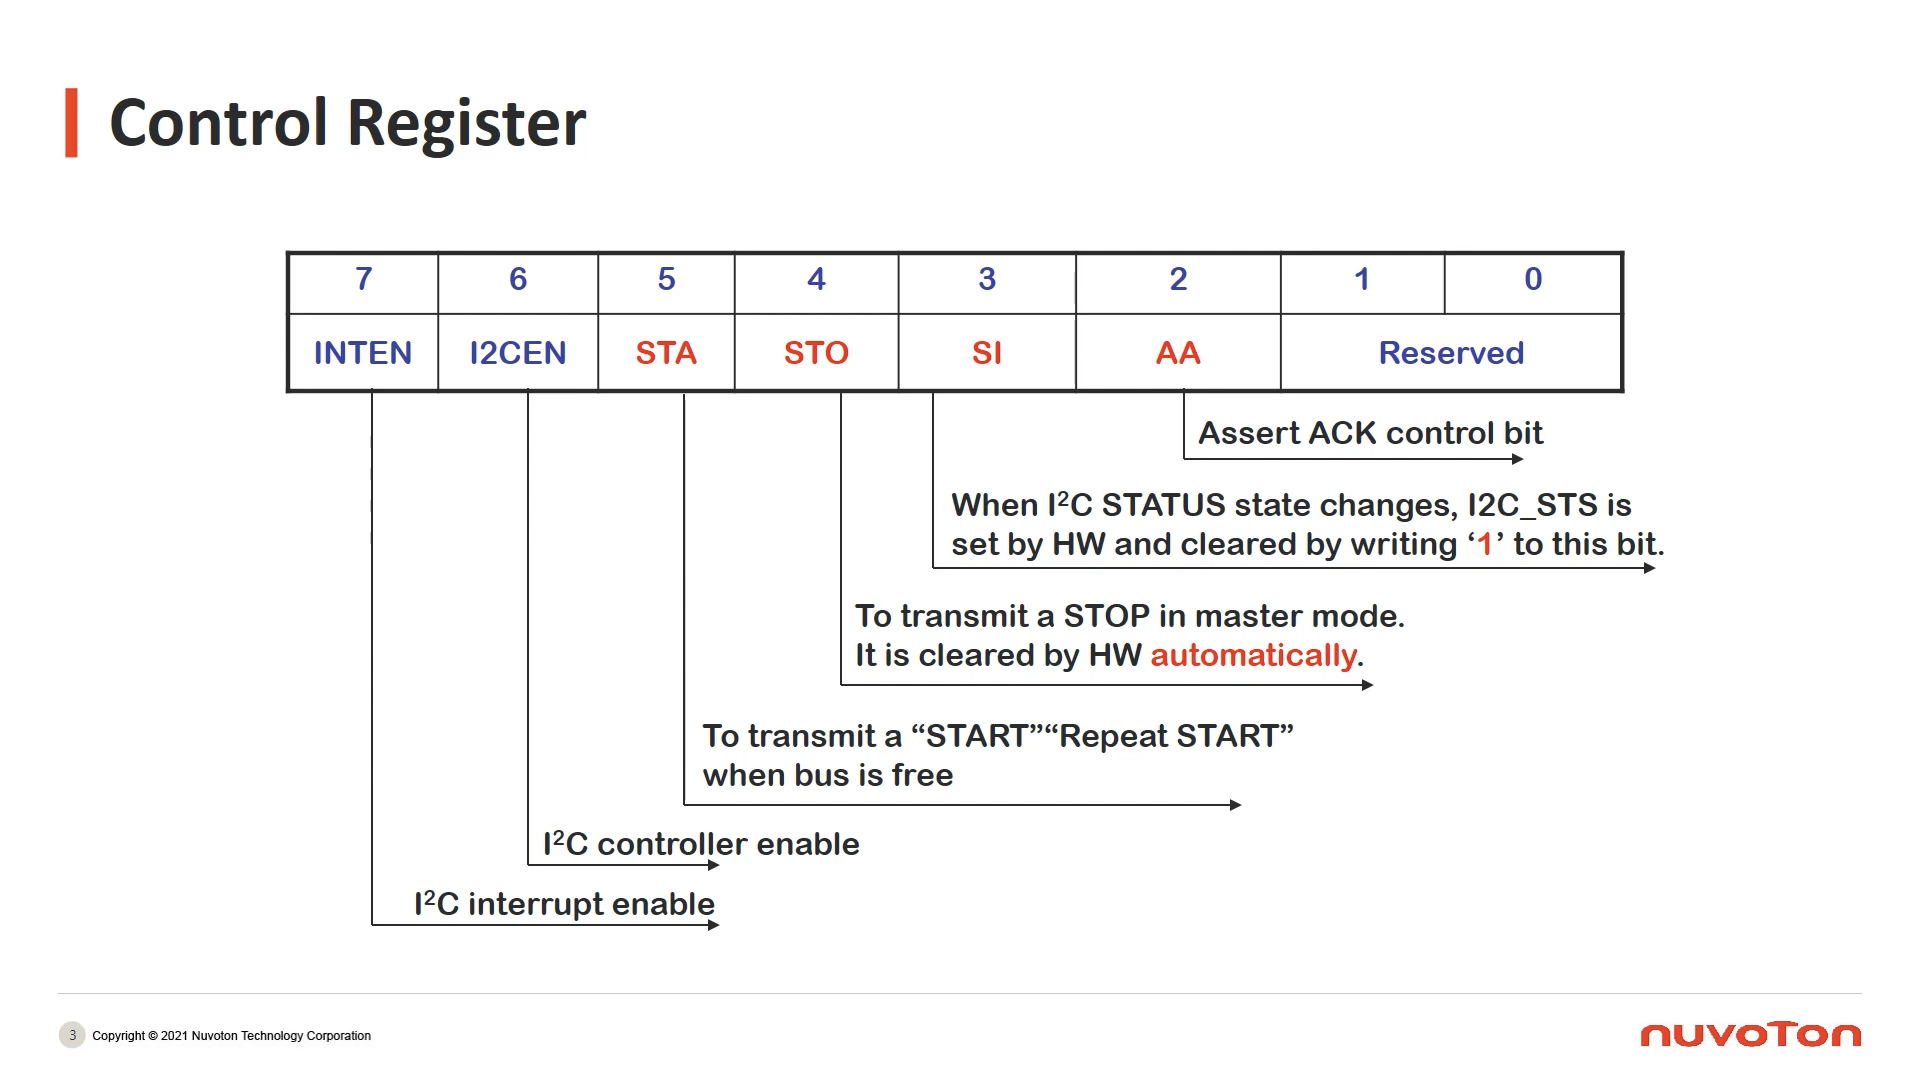 Control Register
7 6 5 4 3 2 1 0
INTEN I2CEN STA STO SI AA Reserved
Assert ACK control bit
When I²C STATUS state changes, I2C_STS is
set by HW and cleared by writing ‘1’ to this bit.
To transmit a STOP in master mode.
It is cleared by HW automatically.
To transmit a “START”“Repeat START”
when bus is free
I²C controller enable
I²C interrupt enable
3 Copyright © 2021 Nuvoton Technology Corporation
nuvoTon